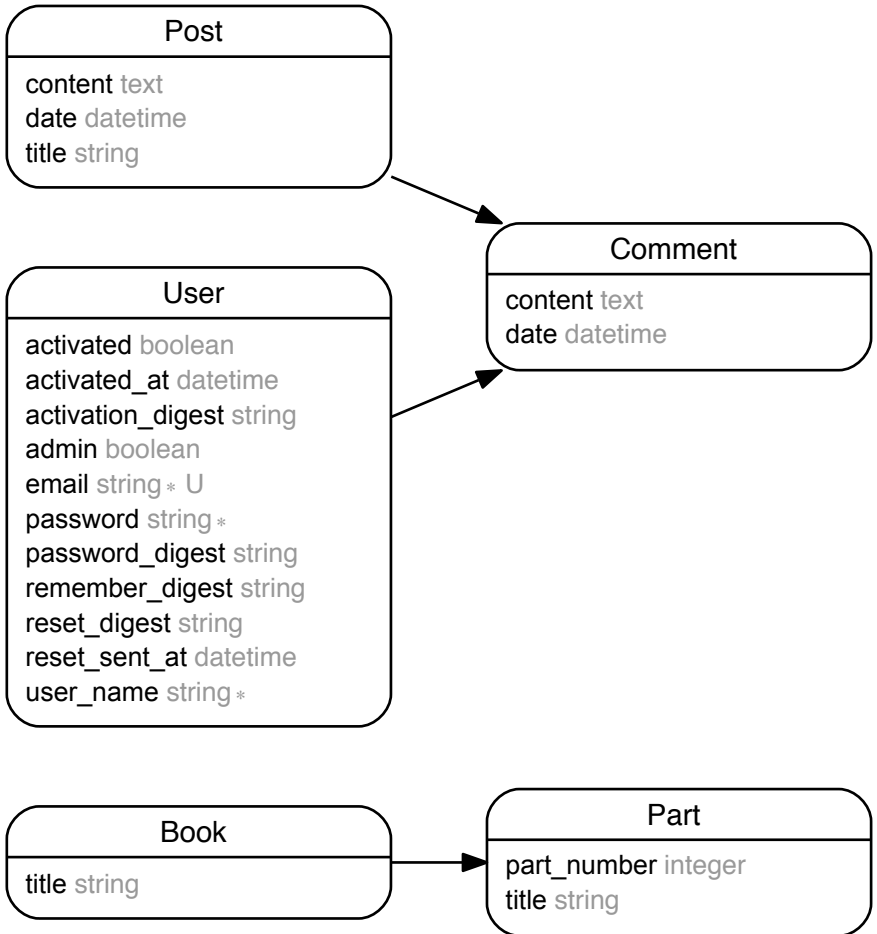 Post
content text
date datetime
title string
User
activated boolean
activated_at datetime
activation_digest string
admin boolean
email string ∗ U
password string ∗
password_digest string
remember_digest string
reset_digest string
reset_sent_at datetime
user_name string ∗
Comment
content text
date datetime
Book
title string
Part
part_number integer
title string